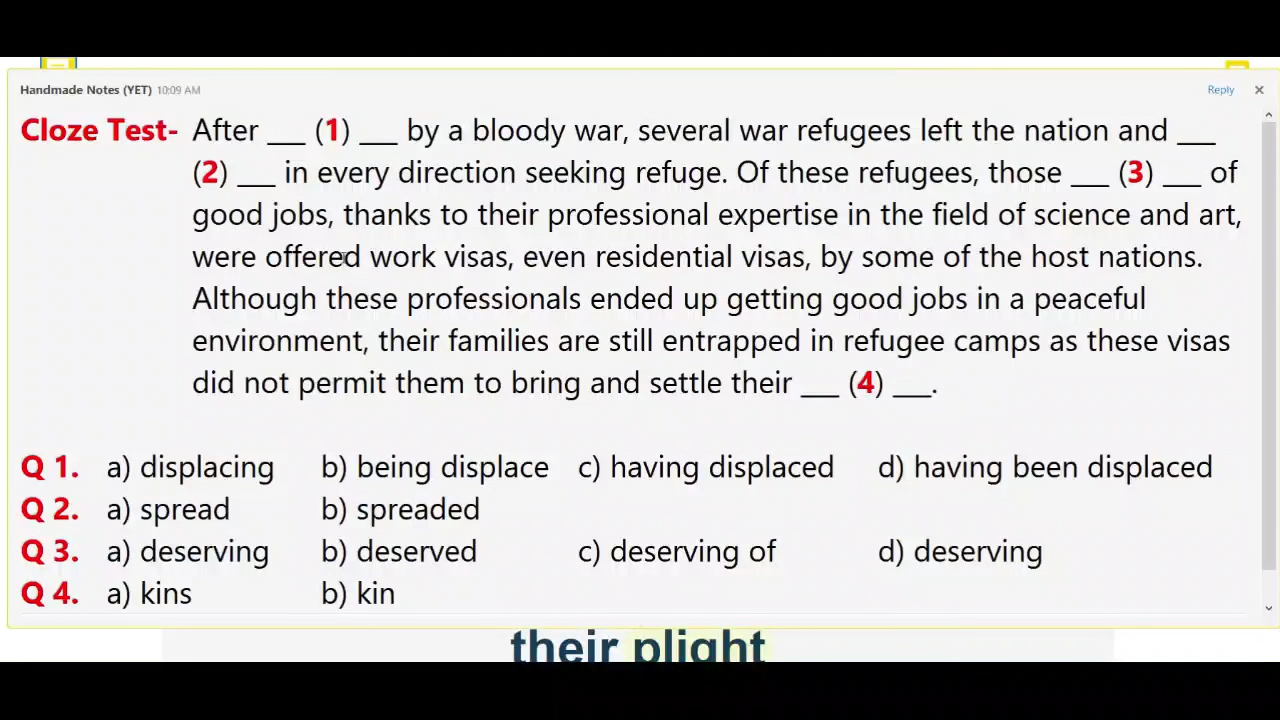 Handmade Notes (YET) 10:09 AM Reply
Cloze Test- After ___ (1) ___ by a bloody war, several war refugees left the nation and ___
(2) ___ in every direction seeking refuge. Of these refugees, those ___ (3) ___ of
good jobs, thanks to their professional expertise in the field of science and art,
were offered work visas, even residential visas, by some of the host nations.
Although these professionals ended up getting good jobs in a peaceful
environment, their families are still entrapped in refugee camps as these visas
did not permit them to bring and settle their ___ (4) ___.
Q 1. a) displacing b) being displace c) having displaced d) having been displaced
Q 2. a) spread b) spreaded
Q 3. a) deserving b) deserved c) deserving of d) deserving
Q 4. a) kins b) kin
their plight